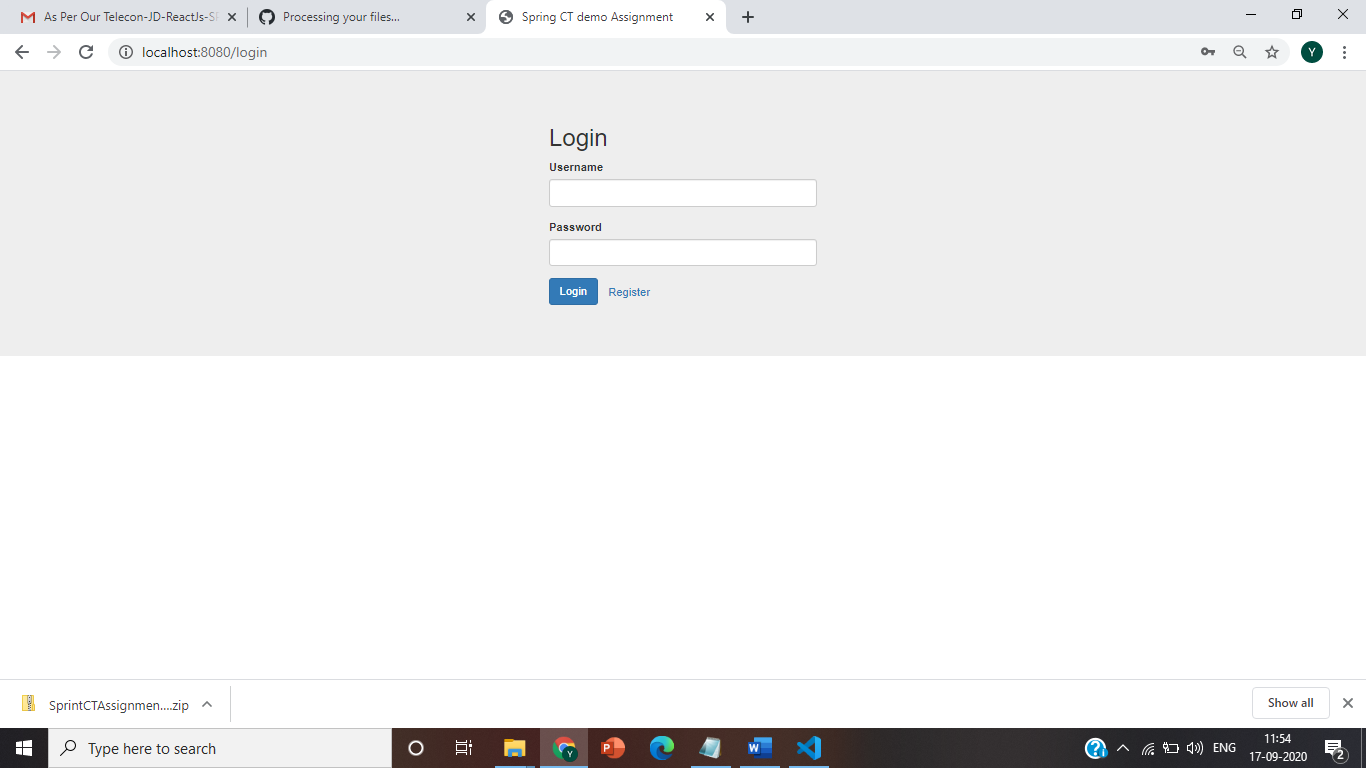 As Per Our Telecon-JD-ReactJs-SP
Processing your files...
Spring CT demo Assignment
localhost:8080/login
Y
Login
Username
Password
Login Register
SprintCTAssignmen....zip
Show all
Type here to search
ENG
11:54
17-09-2020
2